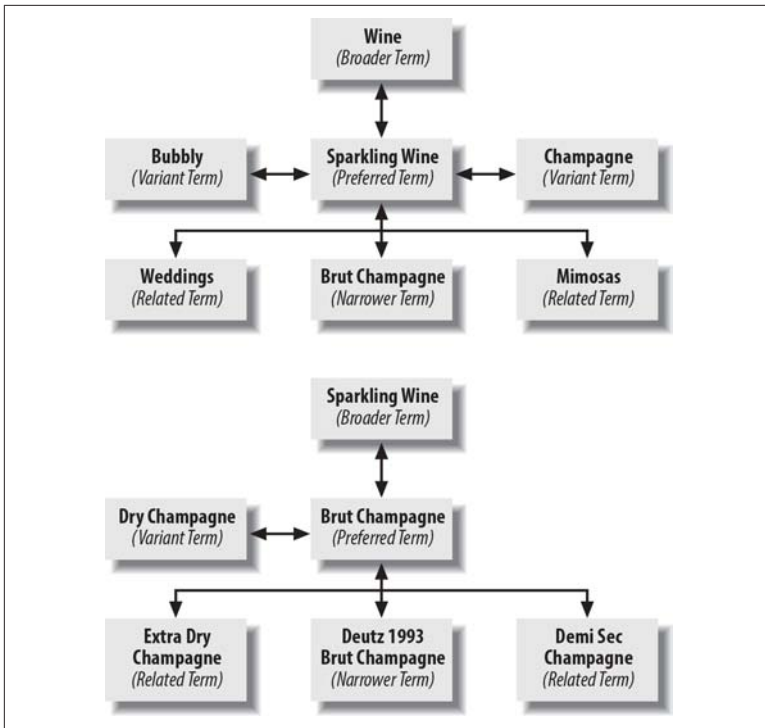 Wine
(Broader Term)
Bubbly
(Variant Term)
Sparkling Wine
(Preferred Term)
Champagne
(Variant Term)
Weddings
(Related Term)
Brut Champagne
(Narrower Term)
Mimosas
(Related Term)
Sparkling Wine
(Broader Term)
Dry Champagne
(Variant Term)
Brut Champagne
(Preferred Term)
Extra Dry
Champagne
(Related Term)
Deutz 1993
Brut Champagne
(Narrower Term)
Demi Sec
Champagne
(Related Term)